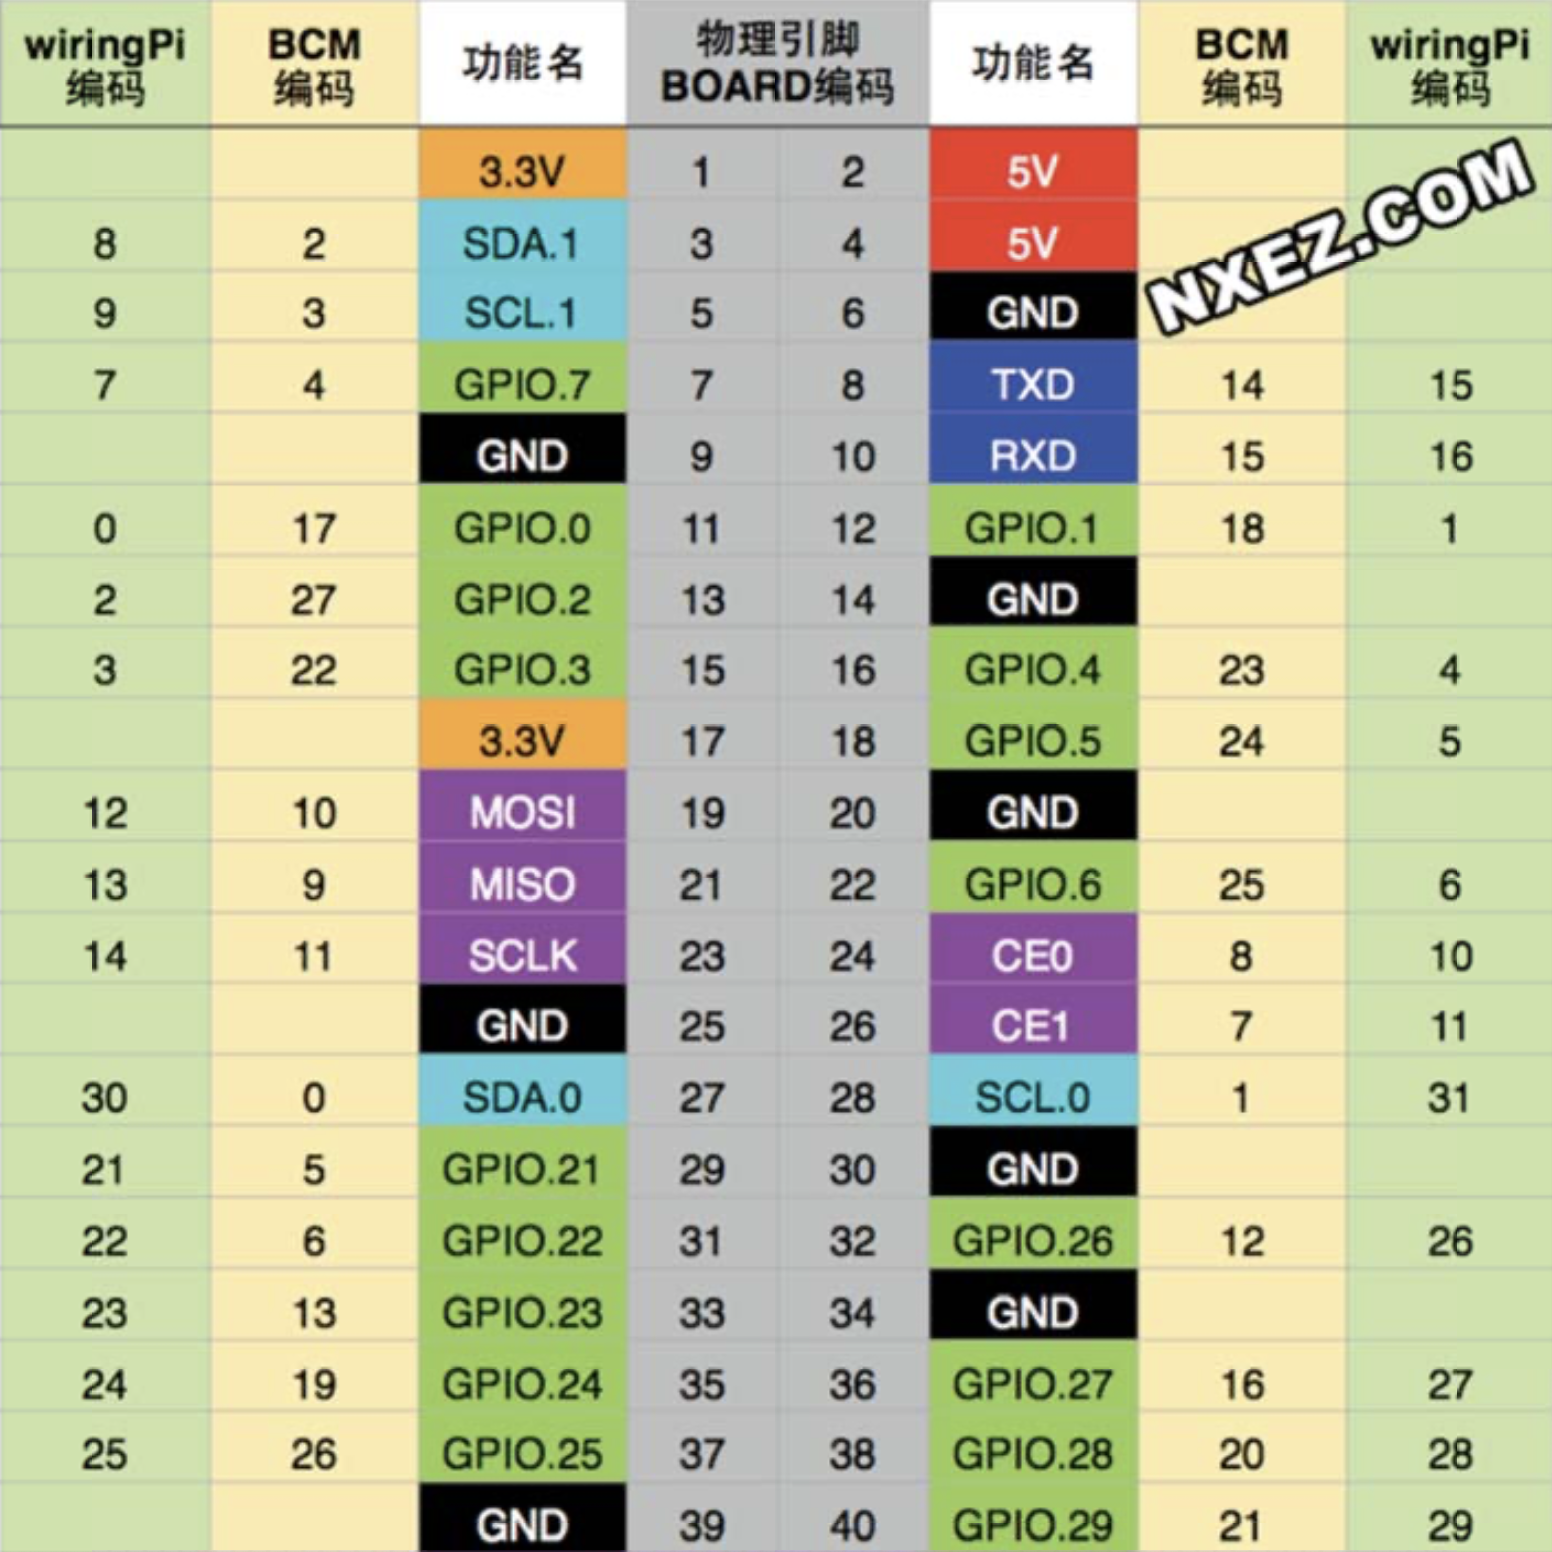 wiringPi 编码 BCM 编码 功能名 物理引脚 BOARD编码 功能名 BCM 编码 wiringPi 编码
3.3V 1 2 5V
8 2 SDA.1 3 4 5V
9 3 SCL.1 5 6 GND
7 4 GPIO.7 7 8 TXD 14 15
GND 9 10 RXD 15 16
0 17 GPIO.0 11 12 GPIO.1 18 1
2 27 GPIO.2 13 14 GND
3 22 GPIO.3 15 16 GPIO.4 23 4
3.3V 17 18 GPIO.5 24 5
12 10 MOSI 19 20 GND
13 9 MISO 21 22 GPIO.6 25 6
14 11 SCLK 23 24 CE0 8 10
GND 25 26 CE1 7 11
30 0 SDA.0 27 28 SCL.0 1 31
21 5 GPIO.21 29 30 GND
22 6 GPIO.22 31 32 GPIO.26 12 26
23 13 GPIO.23 33 34 GND
24 19 GPIO.24 35 36 GPIO.27 16 27
25 26 GPIO.25 37 38 GPIO.28 20 28
GND 39 40 GPIO.29 21 29
NXEZ.COM